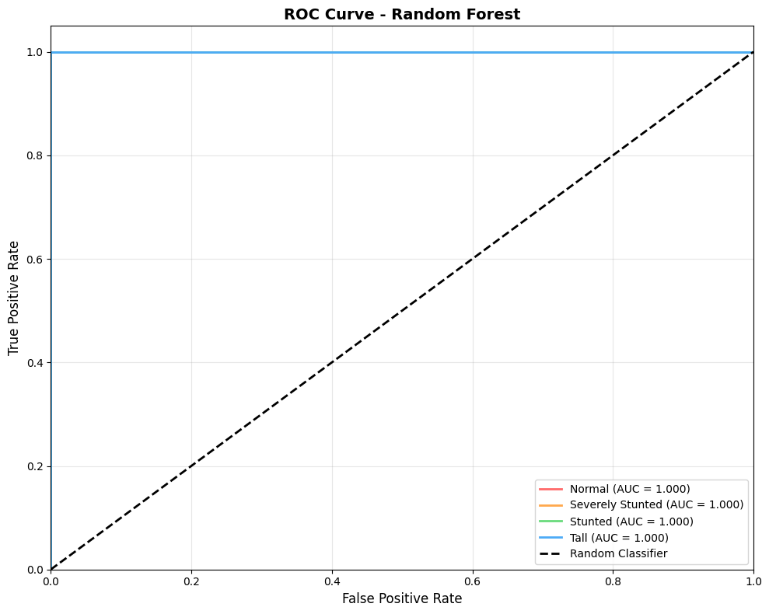 ROC Curve - Random Forest
True Positive Rate
1.0
0.8
0.6
0.4
0.2
0.0
0.0 0.2 0.4 0.6 0.8 1.0
False Positive Rate
Normal (AUC = 1.000)
Severely Stunted (AUC = 1.000)
Stunted (AUC = 1.000)
Tall (AUC = 1.000)
Random Classifier